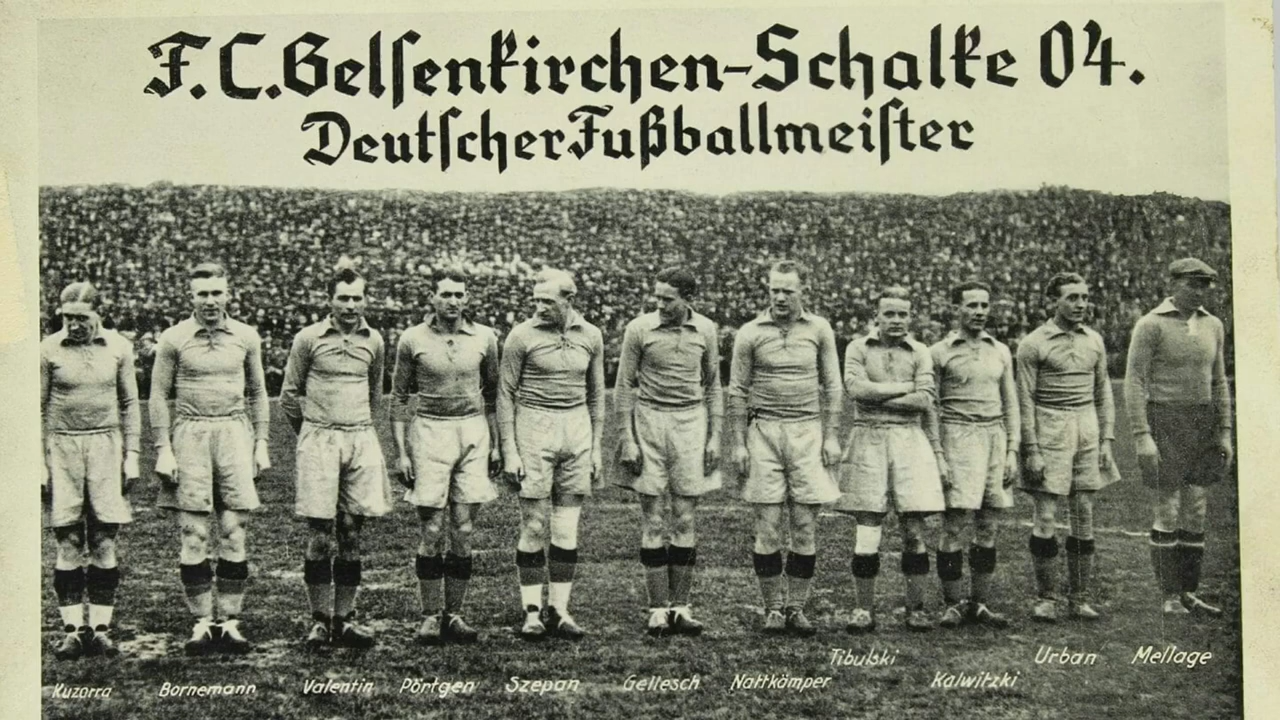 F.C. Gelſenkirchen-Schalke 04.
Deutſcher Fußballmeiſter
Tibulski Urban Mellage
Kuzorra Bornemann Valentin Pörtgen Szepan Gellesch Nattkämper Kalwitzki